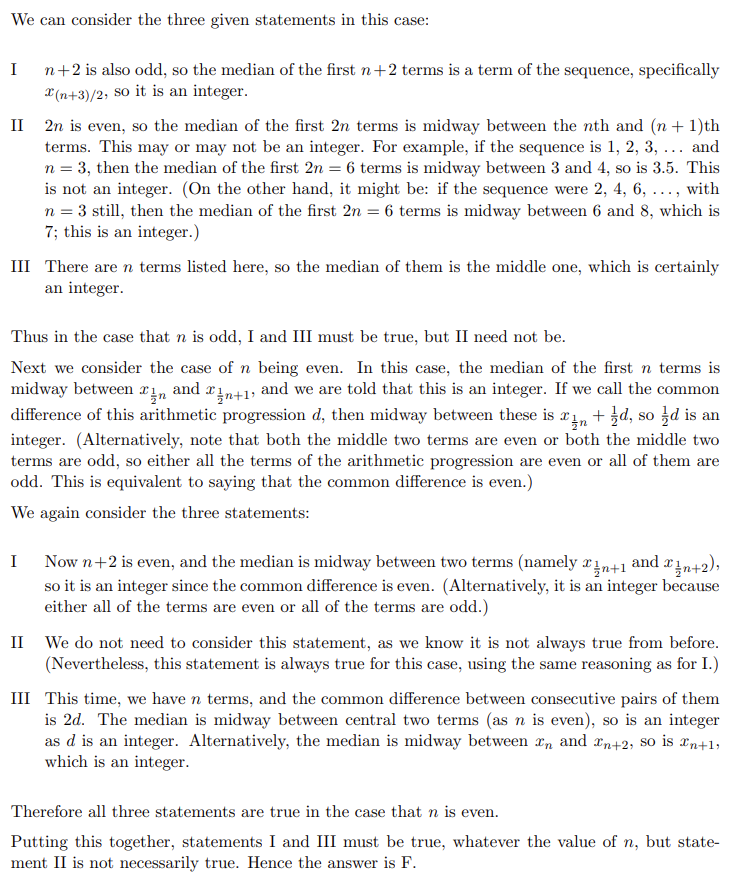 We can consider the three given statements in this case:
I n + 2 is also odd, so the median of the first n + 2 terms is a term of the sequence, specifically
x_{(n+3)/2}, so it is an integer.
II 2n is even, so the median of the first 2n terms is midway between the nth and (n + 1)th
terms. This may or may not be an integer. For example, if the sequence is 1, 2, 3, ... and
n = 3, then the median of the first 2n = 6 terms is midway between 3 and 4, so is 3.5. This
is not an integer. (On the other hand, it might be: if the sequence were 2, 4, 6, ..., with
n = 3 still, then the median of the first 2n = 6 terms is midway between 6 and 8, which is
7; this is an integer.)
III There are n terms listed here, so the median of them is the middle one, which is certainly
an integer.
Thus in the case that n is odd, I and III must be true, but II need not be.
Next we consider the case of n being even. In this case, the median of the first n terms is
midway between x_{½n} and x_{½n+1}, and we are told that this is an integer. If we call the common
difference of this arithmetic progression d, then midway between these is x_{½n} + ½d, so ½d is an
integer. (Alternatively, note that both the middle two terms are even or both the middle two
terms are odd, so either all the terms of the arithmetic progression are even or all of them are
odd. This is equivalent to saying that the common difference is even.)
We again consider the three statements:
I Now n + 2 is even, and the median is midway between two terms (namely x_{½n+1} and x_{½n+2}),
so it is an integer since the common difference is even. (Alternatively, it is an integer because
either all of the terms are even or all of the terms are odd.)
II We do not need to consider this statement, as we know it is not always true from before.
(Nevertheless, this statement is always true for this case, using the same reasoning as for I.)
III This time, we have n terms, and the common difference between consecutive pairs of them
is 2d. The median is midway between central two terms (as n is even), so is an integer
as d is an integer. Alternatively, the median is midway between x_n and x_{n+2}, so is x_{n+1},
which is an integer.
Therefore all three statements are true in the case that n is even.
Putting this together, statements I and III must be true, whatever the value of n, but state-
ment II is not necessarily true. Hence the answer is F.